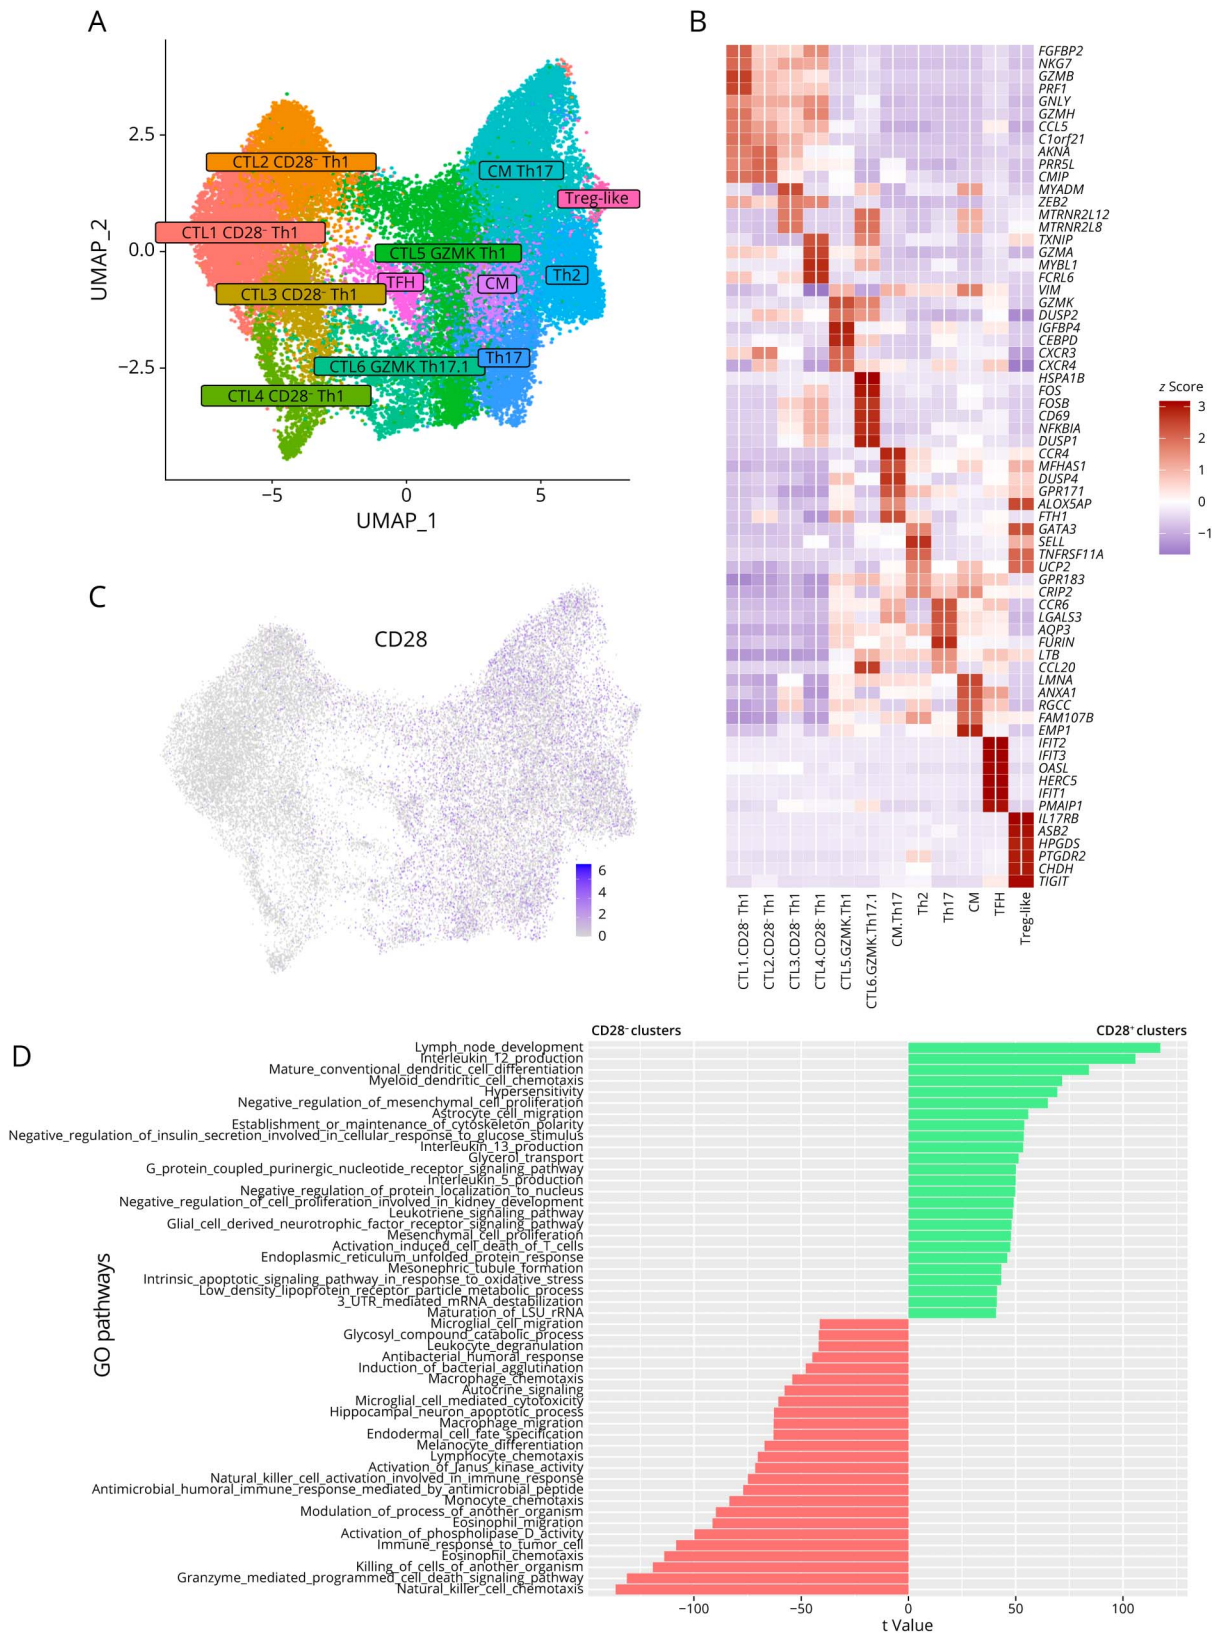 A
2.5
0.0
−2.5
UMAP_2
−5
0
5
UMAP_1
CTL2 CD28⁻ Th1
CM Th17
Treg-like
CTL1 CD28⁻ Th1
CTL5 GZMK Th1
Th2
TFH
CM
CTL3 CD28⁻ Th1
Th17
CTL6 GZMK Th17.1
CTL4 CD28⁻ Th1
B
FGFBP2
NKG7
GZMB
PRF1
GNLY
GZMH
CCL5
C1orf21
AKNA
PRR5L
CMIP
MYADM
ZEB2
MTRNR2L12
MTRNR2L8
TXNIP
GZMA
MYBL1
FCRL6
VIM
GZMK
DUSP2
IGFBP4
CEBPD
CXCR3
CXCR4
HSPA1B
FOS
FOSB
CD69
NFKBIA
DUSP1
CCR4
MFHAS1
DUSP4
GPR171
ALOX5AP
FTH1
GATA3
SELL
TNFRSF11A
UCP2
GPR183
CRIP2
CCR6
LGALS3
AQP3
FURIN
LTB
CCL20
LMNA
ANXA1
RGCC
FAM107B
EMP1
IFIT2
IFIT3
OASL
HERC5
IFIT1
PMAIP1
IL17RB
ASB2
HPGDS
PTGDR2
CHDH
TIGIT
CTL1.CD28⁻ Th1
CTL2.CD28⁻ Th1
CTL3.CD28⁻ Th1
CTL4.CD28⁻ Th1
CTL5.GZMK.Th1
CTL6.GZMK.Th17.1
CM.Th17
Th2
Th17
CM
TFH
Treg-like
z Score
3
2
1
0
−1
C
CD28
6
4
2
0
D
CD28⁻ clusters
CD28⁺ clusters
GO pathways
Lymph_node_development
Interleukin_12_production
Mature_conventional_dendritic_cell_differentiation
Myeloid_dendritic_cell_chemotaxis
Hypersensitivity
Negative_regulation_of_mesenchymal_cell_proliferation
Astrocyte_cell_migration
Establishment_or_maintenance_of_cytoskeleton_polarity
Negative_regulation_of_insulin_secretion_involved_in_cellular_response_to_glucose_stimulus
Interleukin_13_production
Glycerol_transport
G_protein_coupled_purinergic_nucleotide_receptor_signaling_pathway
Interleukin_5_production
Negative_regulation_of_protein_localization_to_nucleus
Negative_regulation_of_cell_proliferation_involved_in_kidney_development
Leukotriene_signaling_pathway
Glial_cell_derived_neurotrophic_factor_receptor_signaling_pathway
Mesenchymal_cell_proliferation
Activation_induced_cell_death_of_T_cells
Endoplasmic_reticulum_unfolded_protein_response
Mesonephric_tubule_formation
Intrinsic_apoptotic_signaling_pathway_in_response_to_oxidative_stress
Low_density_lipoprotein_receptor_particle_metabolic_process
3_UTR_mediated_mRNA_destabilization
Maturation_of_LSU_rRNA
Microglial_cell_migration
Glycosyl_compound_catabolic_process
Leukocyte_degranulation
Antibacterial_humoral_response
Induction_of_bacterial_agglutination
Macrophage_chemotaxis
Autocrine_signaling
Microglial_cell_mediated_cytotoxicity
Hippocampal_neuron_apoptotic_process
Macrophage_migration
Endodermal_cell_fate_specification
Melanocyte_differentiation
Lymphocyte_chemotaxis
Activation_of_Janus_kinase_activity
Natural_killer_cell_activation_involved_in_immune_response
Antimicrobial_humoral_immune_response_mediated_by_antimicrobial_peptide
Monocyte_chemotaxis
Modulation_of_process_of_another_organism
Eosinophil_migration
Activation_of_phospholipase_D_activity
Immune_response_to_tumor_cell
Eosinophil_chemotaxis
Killing_of_cells_of_another_organism
Granzyme_mediated_programmed_cell_death_signaling_pathway
Natural_killer_cell_chemotaxis
−100
−50
0
50
100
t Value